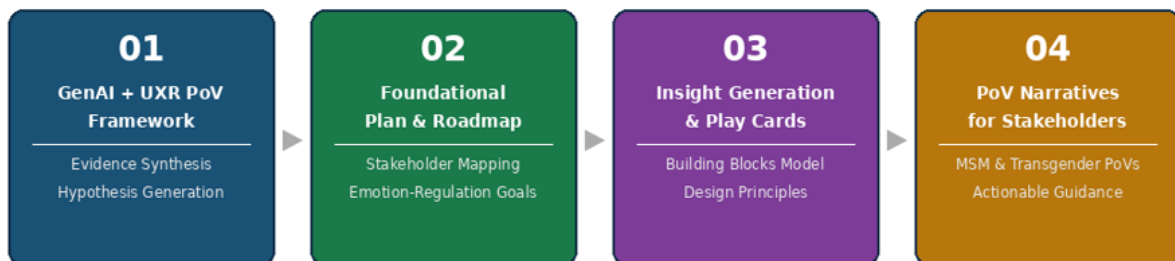 01
GenAI + UXR PoV
Framework
Evidence Synthesis
Hypothesis Generation
02
Foundational
Plan & Roadmap
Stakeholder Mapping
Emotion-Regulation Goals
03
Insight Generation
& Play Cards
Building Blocks Model
Design Principles
04
PoV Narratives
for Stakeholders
MSM & Transgender PoVs
Actionable Guidance